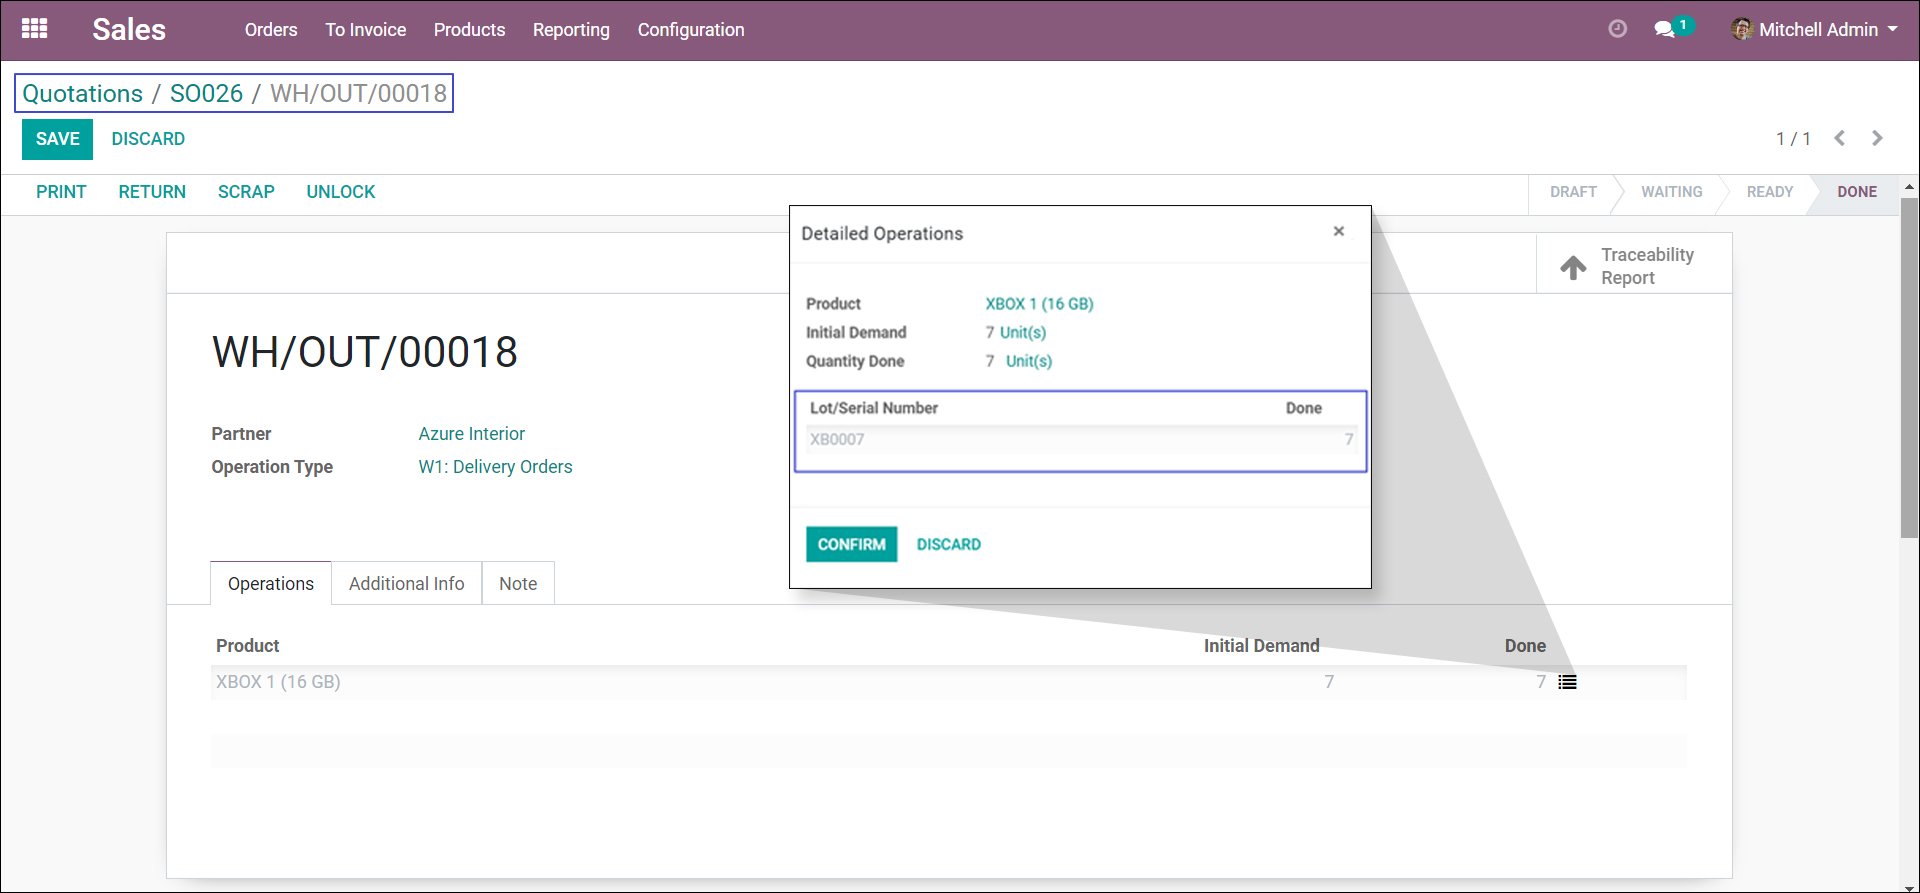 Sales Orders To Invoice Products Reporting Configuration 1 Mitchell Admin
Quotations / SO026 / WH/OUT/00018
SAVE DISCARD 1 / 1
PRINT RETURN SCRAP UNLOCK DRAFT WAITING READY DONE
Detailed Operations ×
Product XBOX 1 (16 GB)
Initial Demand 7 Unit(s)
Quantity Done 7 Unit(s)
Lot/Serial Number Done
XB0007 7
CONFIRM DISCARD
Traceability
Report
WH/OUT/00018
Partner Azure Interior
Operation Type W1: Delivery Orders
Operations Additional Info Note
Product Initial Demand Done
XBOX 1 (16 GB) 7 7